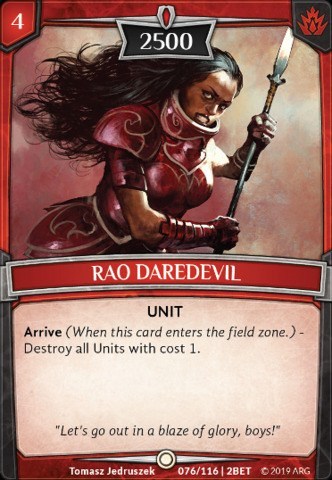 4
2500
RAO DAREDEVIL
UNIT
Arrive (When this card enters the field zone.) -
Destroy all Units with cost 1.
"Let's go out in a blaze of glory, boys!"
Tomasz Jedruszek 076/116 | 2BET © 2019 ARG